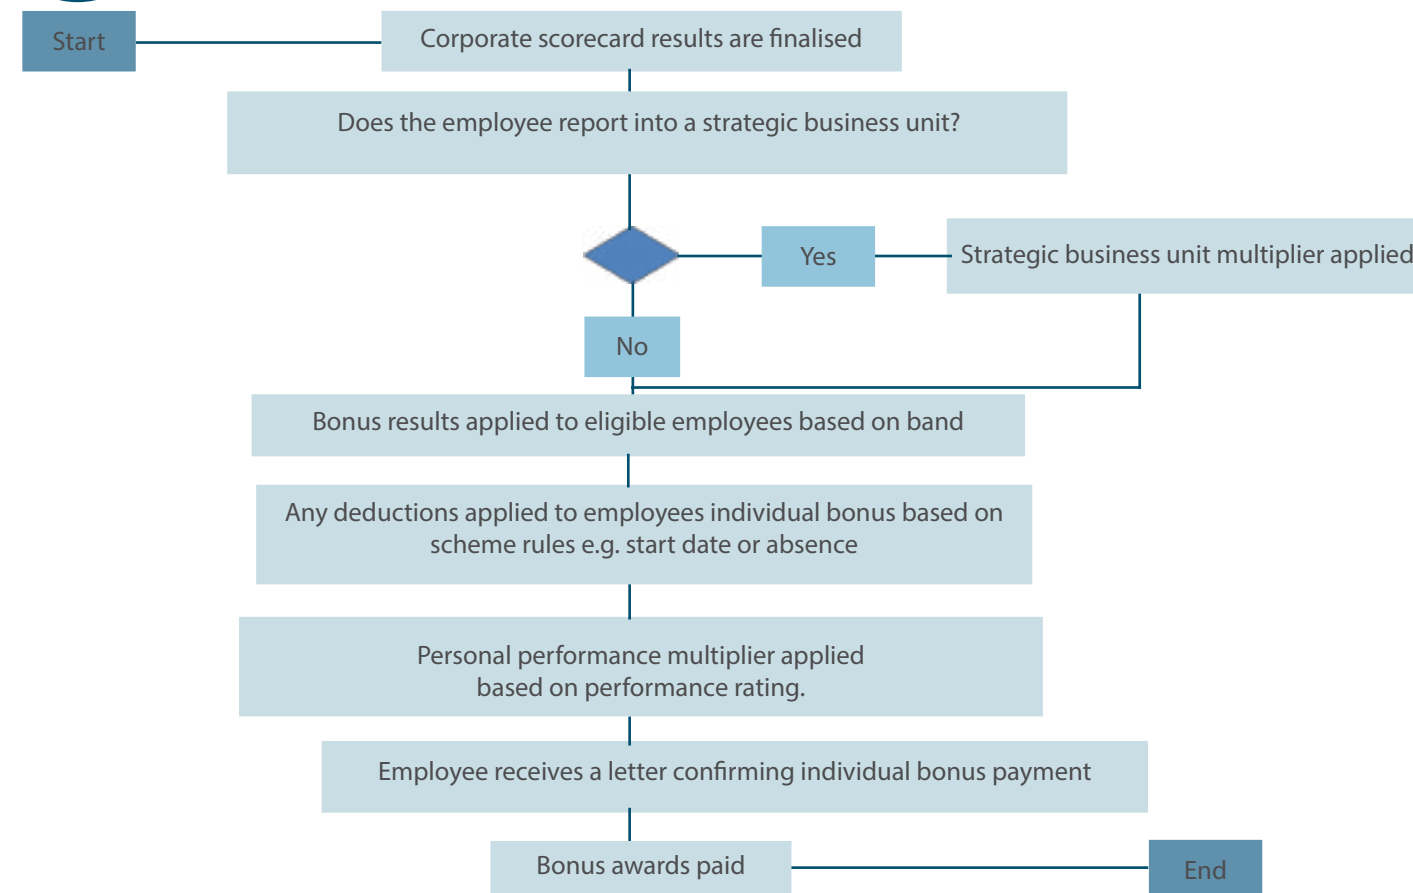 Start
Corporate scorecard results are finalised
Does the employee report into a strategic business unit?
Yes
Strategic business unit multiplier applied
No
Bonus results applied to eligible employees based on band
Any deductions applied to employees individual bonus based on
scheme rules e.g. start date or absence
Personal performance multiplier applied
based on performance rating.
Employee receives a letter confirming individual bonus payment
Bonus awards paid
End